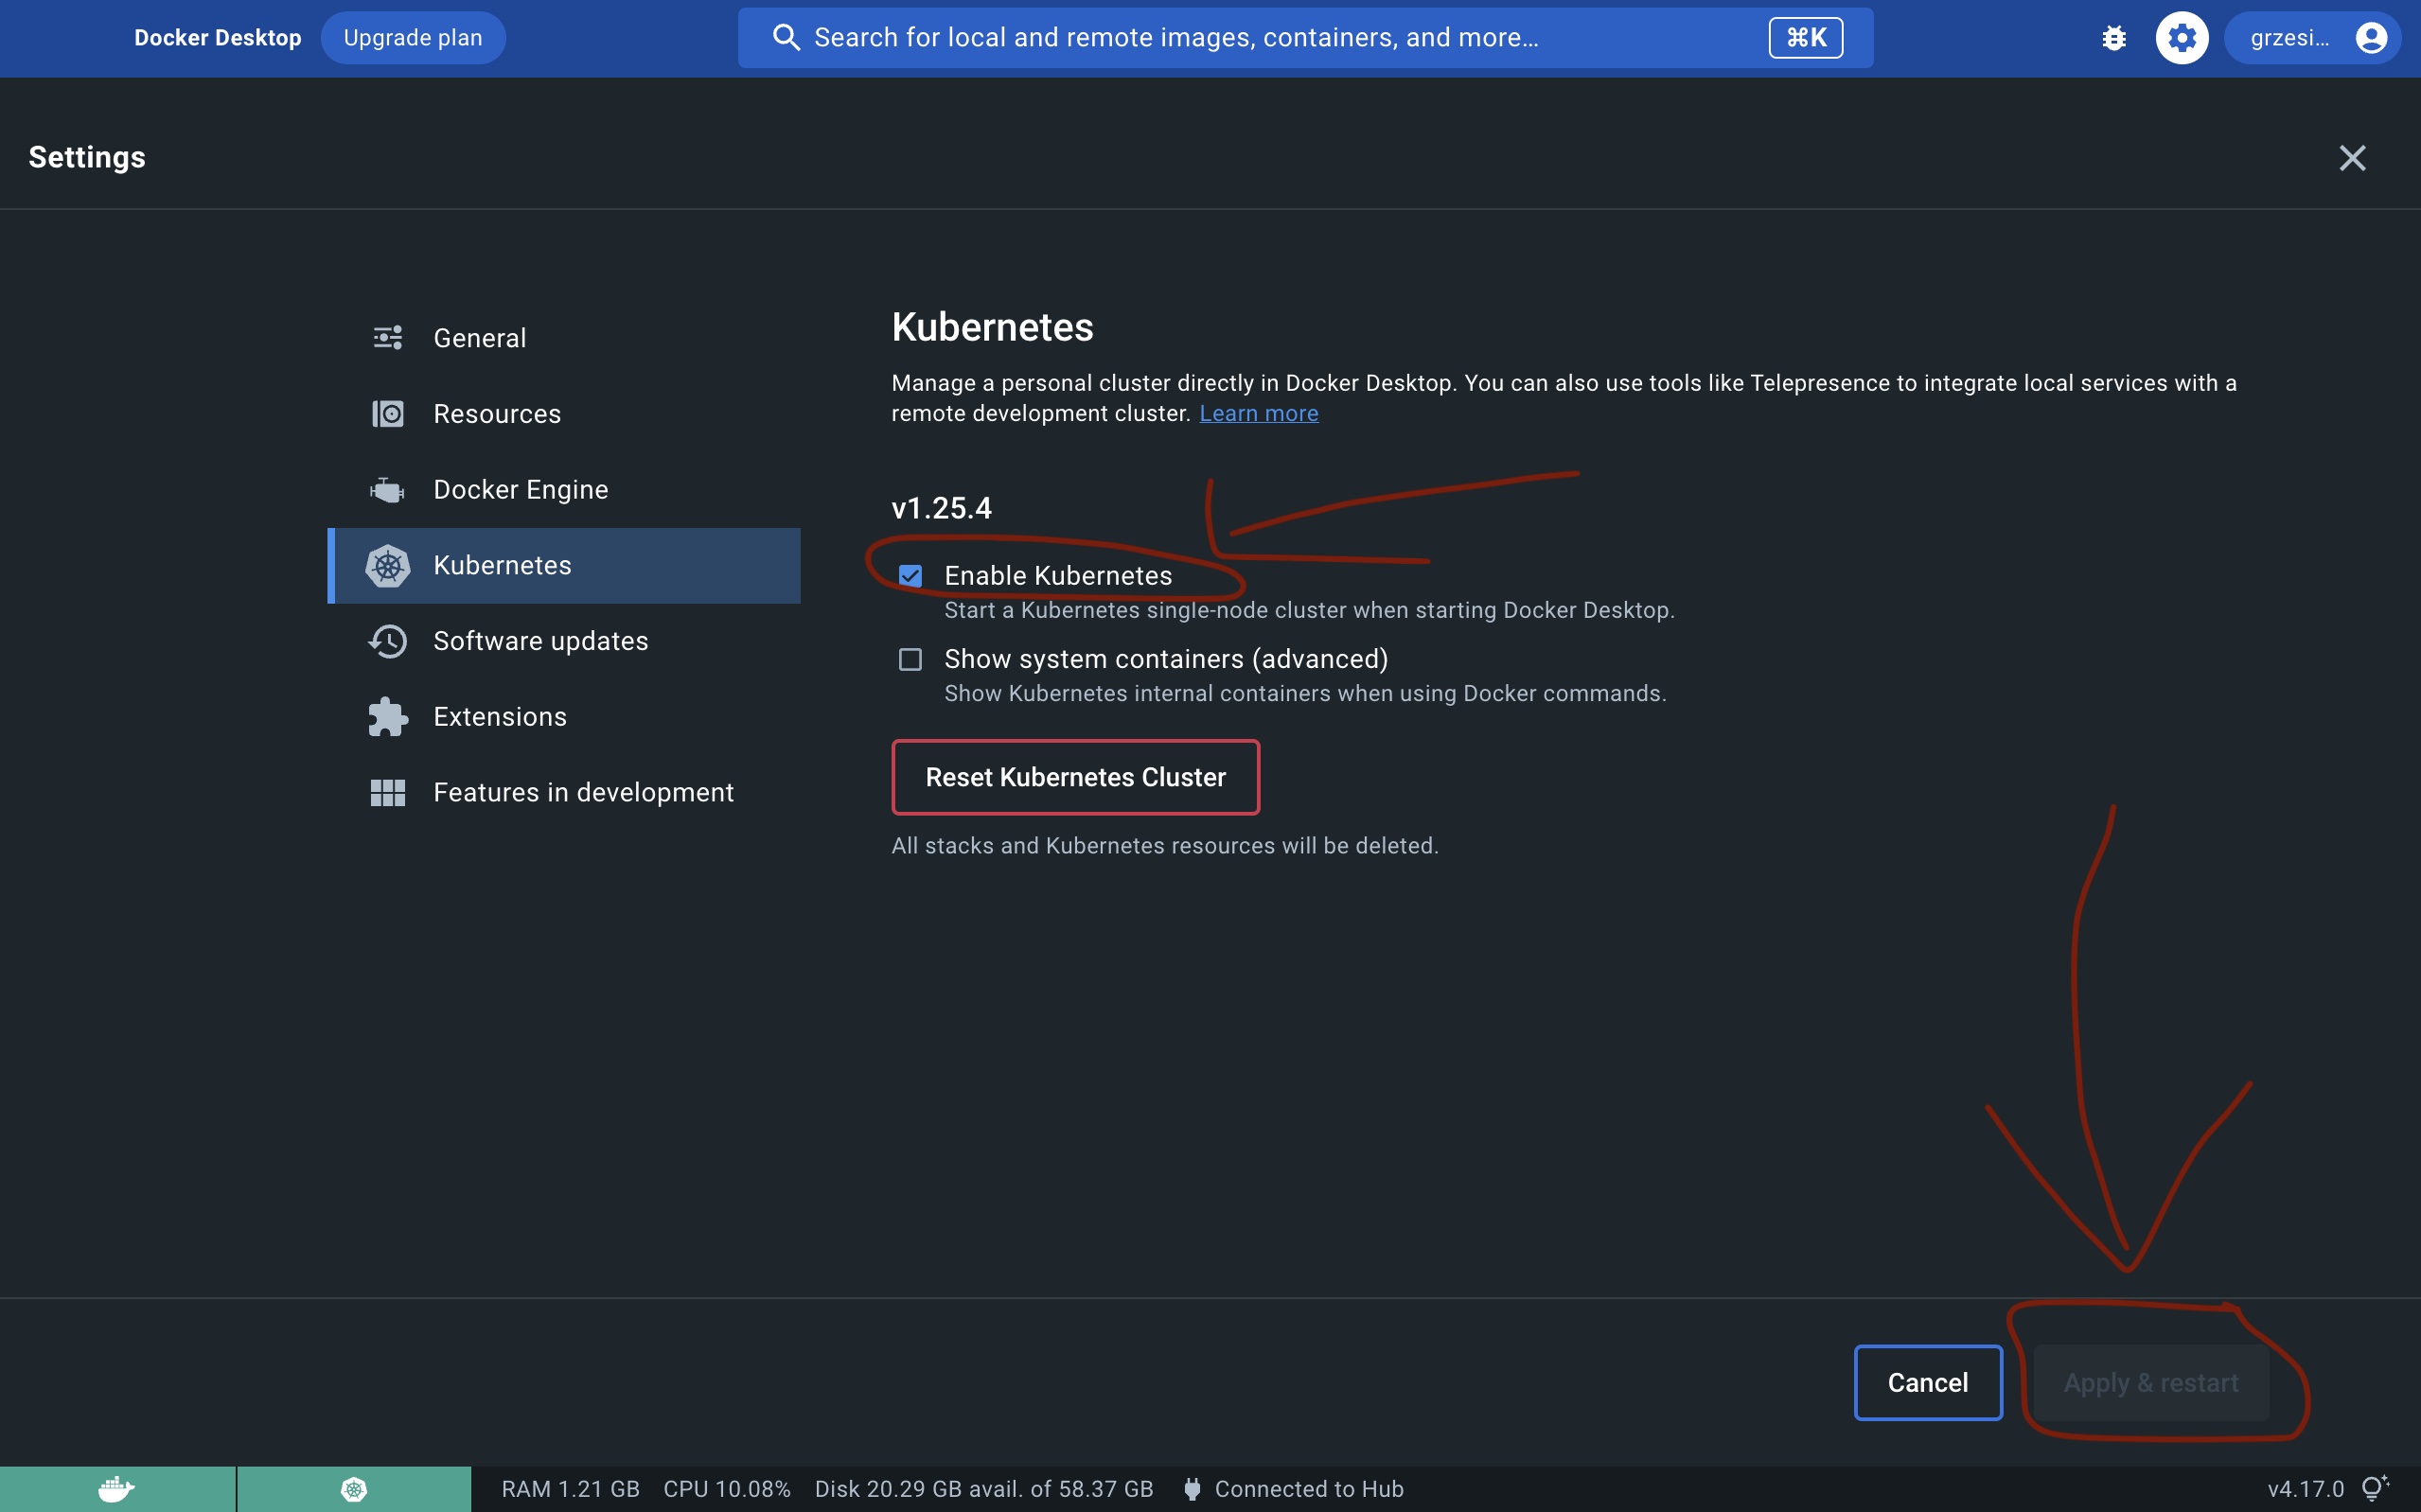 Docker Desktop
Upgrade plan
Search for local and remote images, containers, and more...
⌘K
grzesi...
Settings
General
Resources
Docker Engine
Kubernetes
Software updates
Extensions
Features in development
Kubernetes
Manage a personal cluster directly in Docker Desktop. You can also use tools like Telepresence to integrate local services with a
remote development cluster. Learn more
v1.25.4
Enable Kubernetes
Start a Kubernetes single-node cluster when starting Docker Desktop.
Show system containers (advanced)
Show Kubernetes internal containers when using Docker commands.
Reset Kubernetes Cluster
All stacks and Kubernetes resources will be deleted.
Cancel
Apply & restart
RAM 1.21 GB CPU 10.08% Disk 20.29 GB avail. of 58.37 GB Connected to Hub
v4.17.0